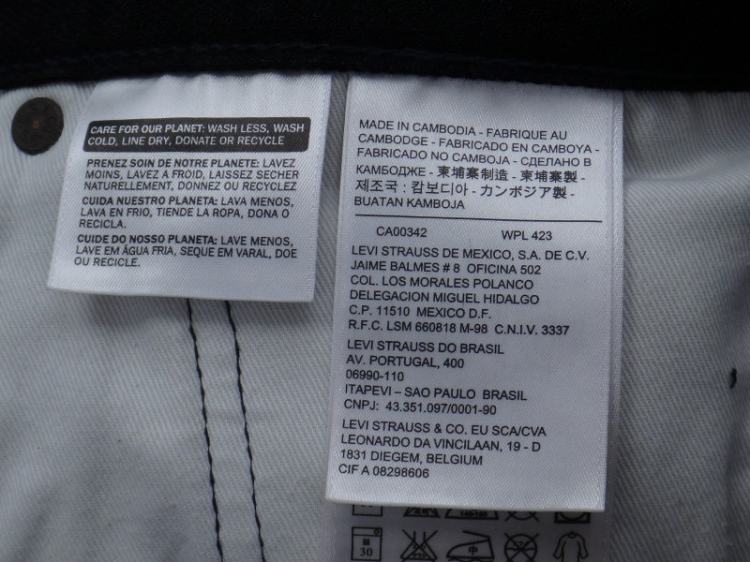 CARE FOR OUR PLANET: WASH LESS, WASH
COLD, LINE DRY, DONATE OR RECYCLE
PRENEZ SOIN DE NOTRE PLANETE: LAVEZ
MOINS, LAVEZ A FROID, LAISSEZ SECHER
NATURELLEMENT, DONNEZ OU RECYCLEZ
CUIDA NUESTRO PLANETA: LAVA MENOS,
LAVA EN FRIO, TIENDE LA ROPA, DONA O
RECICLA.
CUIDE DO NOSSO PLANETA: LAVE MENOS,
LAVE EM ÁGUA FRIA, SEQUE EM VARAL, DOE
OU RECICLE.
MADE IN CAMBODIA - FABRIQUE AU
CAMBODGE - FABRICADO EN CAMBOYA -
FABRICADO NO CAMBOJA - СДЕЛАНО В
КАМБОДЖЕ - 柬埔寨制造 - 柬埔寨製 -
제조국 : 캄보디아 - カンボジア製 -
BUATAN KAMBOJA
CA00342 WPL 423
LEVI STRAUSS DE MEXICO, S.A. DE C.V.
JAIME BALMES # 8 OFICINA 502
COL. LOS MORALES POLANCO
DELEGACION MIGUEL HIDALGO
C.P. 11510 MEXICO D.F.
R.F.C. LSM 660818 M-98 C.N.I.V. 3337
LEVI STRAUSS DO BRASIL
AV. PORTUGAL, 400
06990-110
ITAPEVI – SAO PAULO BRASIL
CNPJ: 43.351.097/0001-90
LEVI STRAUSS & CO. EU SCA/CVA
LEONARDO DA VINCILAAN, 19 - D
1831 DIEGEM, BELGIUM
CIF A 08298606
30